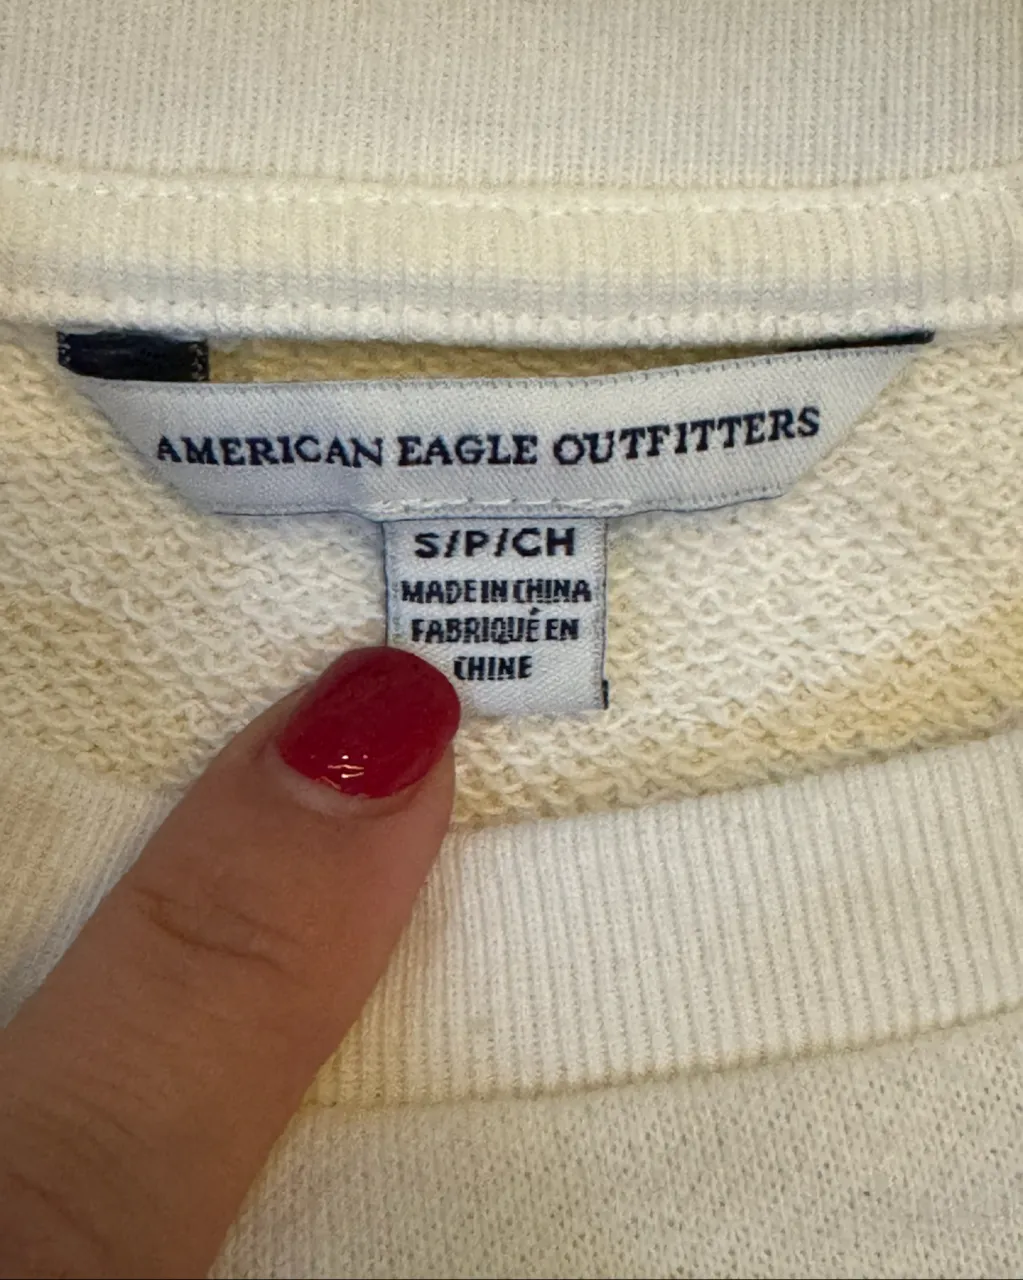 AMERICAN EAGLE OUTFITTERS
S/P/CH
MADE IN CHINA
FABRIQUÉ EN
CHINE